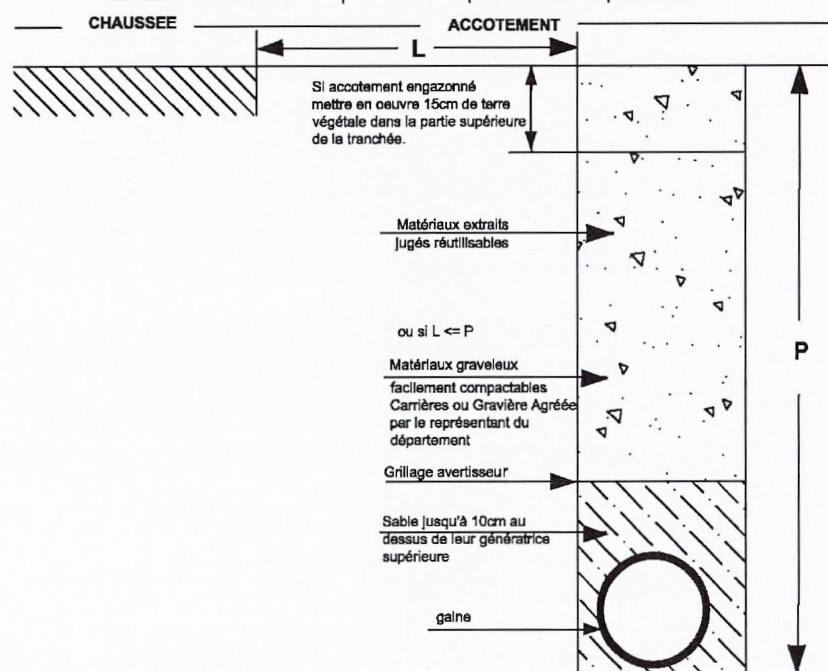 CHAUSSEE
ACCOTEMENT
L
Si accotement engazonné
mettre en oeuvre 15cm de terre
végétale dans la partie supérieure
de la tranchée.
Matériaux extraits
jugés réutilisables
ou si L <= P
P
Matériaux graveleux
facilement compactables
Carrières ou Gravière Agréée
par le représentant du
département
Grillage avertisseur
Sable jusqu'à 10cm au
dessus de leur génératrice
supérieure
gaine